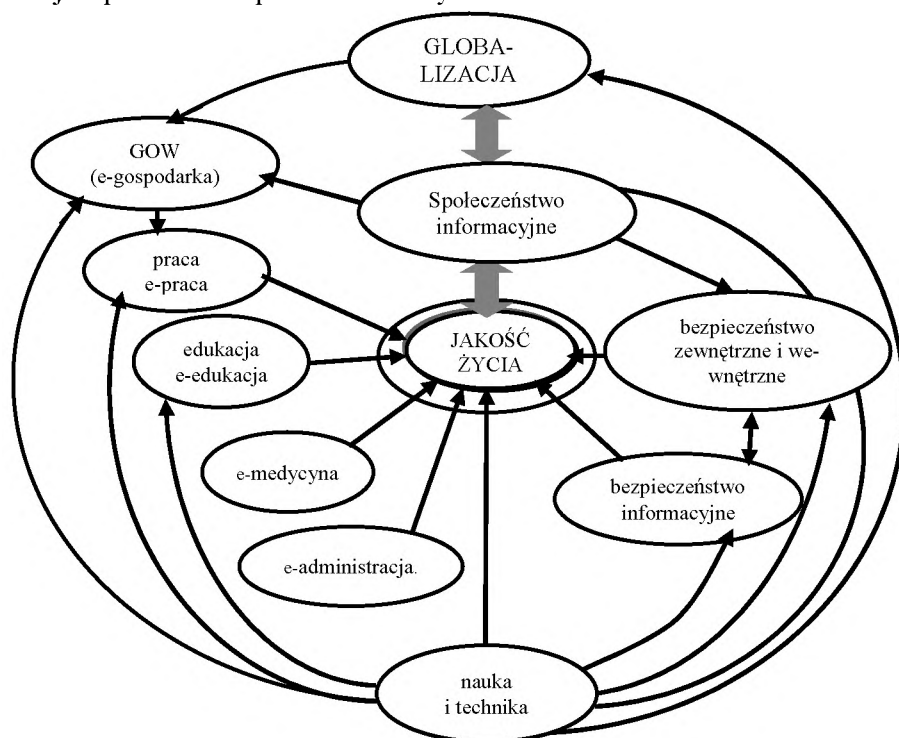 GLOBA-
LIZACJA
GOW
(e-gospodarka)
Społeczeństwo
informacyjne
praca
e-praca
edukacja
e-edukacja
JAKOŚĆ
ŻYCIA
bezpieczeństwo
zewnętrzne i we-
wnętrzne
e-medycyna
bezpieczeństwo
informacyjne
e-administracja.
nauka
i technika